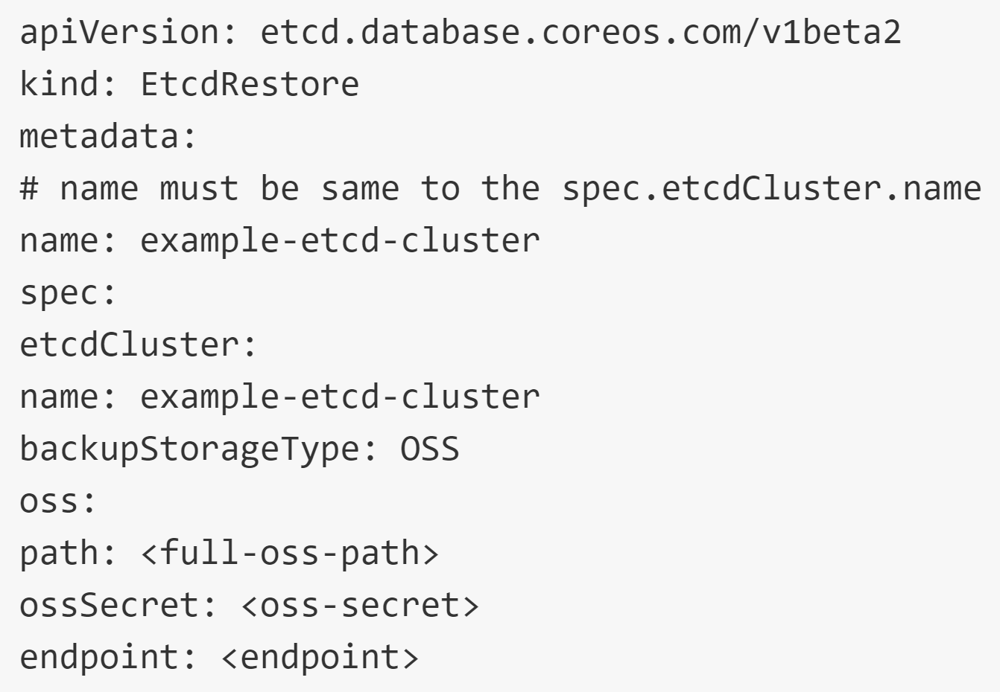 apiVersion: etcd.database.coreos.com/v1beta2
kind: EtcdRestore
metadata:
# name must be same to the spec.etcdCluster.name
name: example-etcd-cluster
spec:
etcdCluster:
name: example-etcd-cluster
backupStorageType: OSS
oss:
path: <full-oss-path>
ossSecret: <oss-secret>
endpoint: <endpoint>